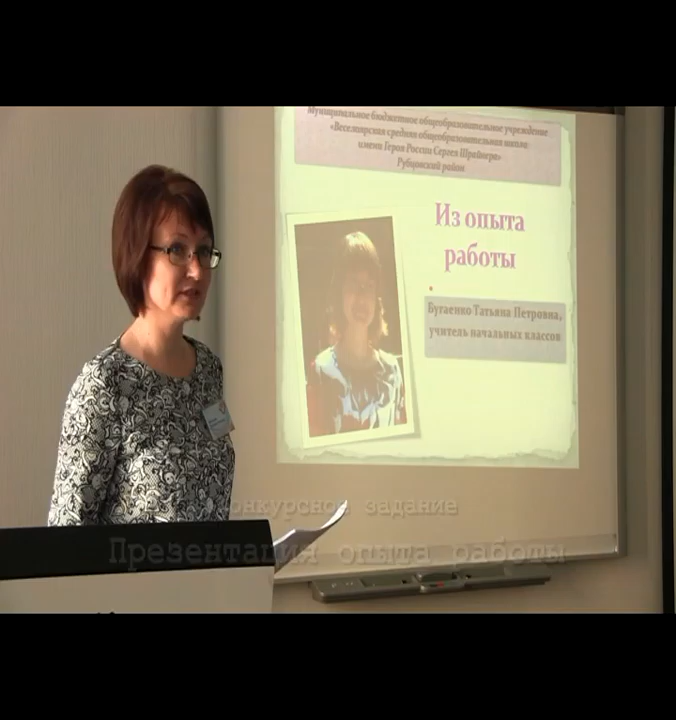 Муниципальное бюджетное общеобразовательное учреждение
«Веселоярская средняя общеобразовательная школа
имени Героя России Сергея Шрайнера»
Рубцовский район
Из опыта
работы
.
Бугаенко Татьяна Петровна,
учитель начальных классов
Конкурсное задание
Презентация опыта работы